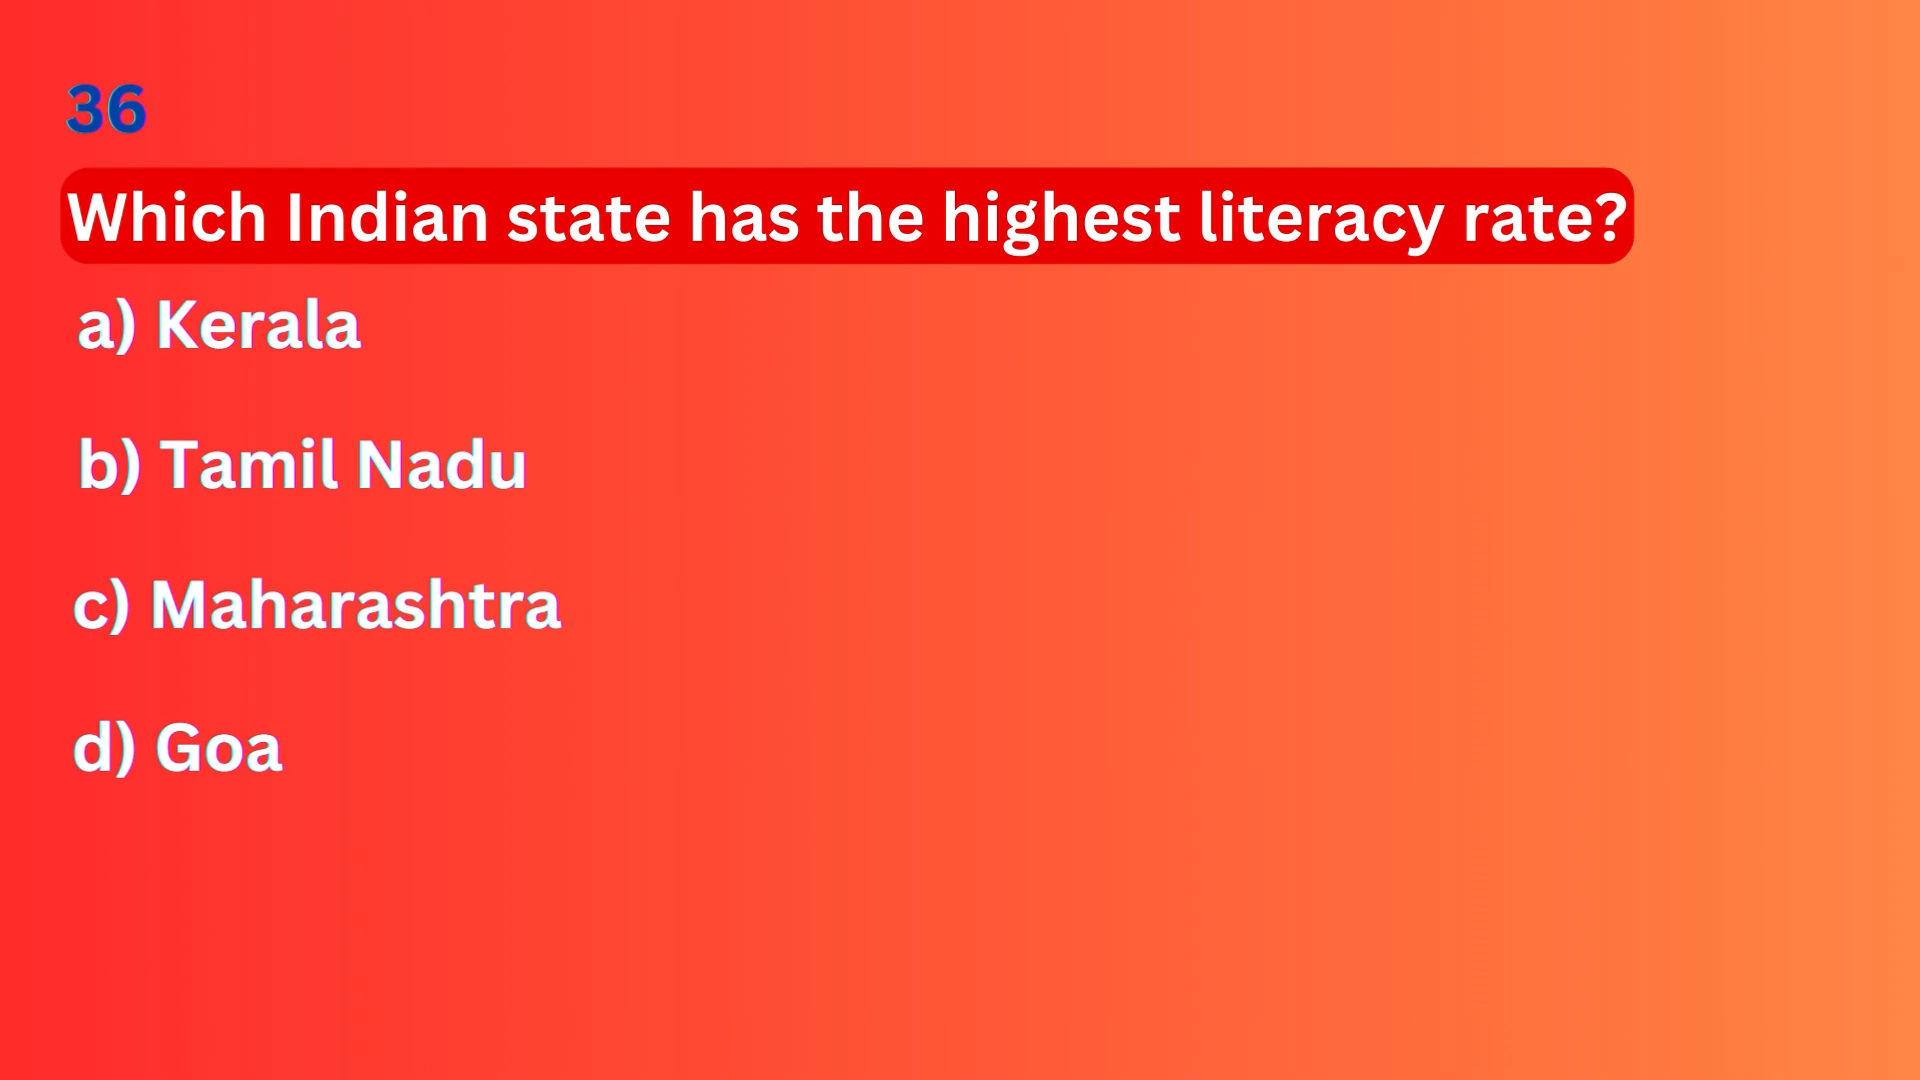 36
Which Indian state has the highest literacy rate?
a) Kerala
b) Tamil Nadu
c) Maharashtra
d) Goa